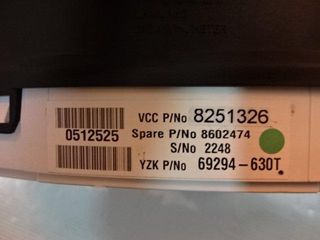 VCC P/No 8251326
0512525 Spare P/No 8602474
S/No 2248
YZK P/No 69294-630T